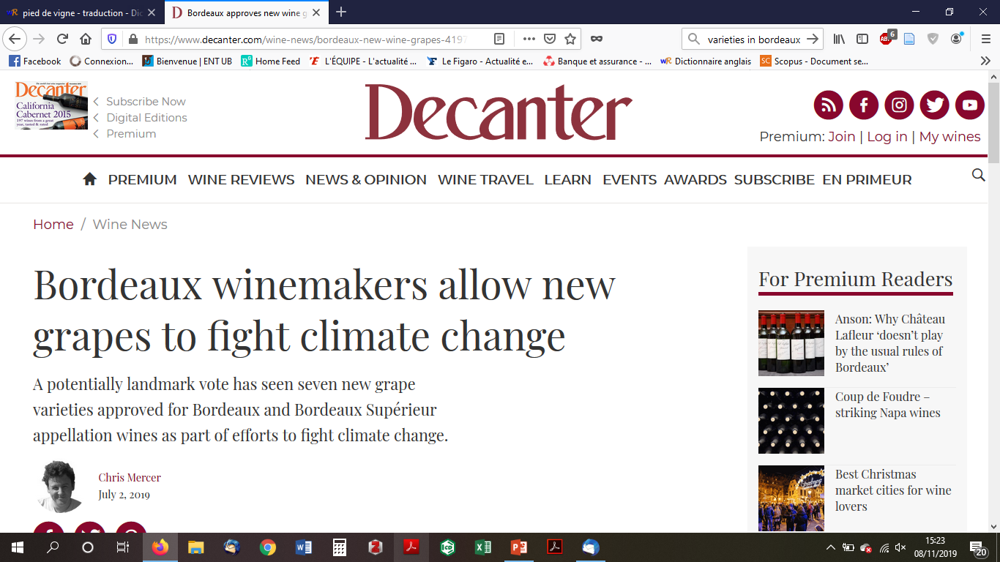 pied de vigne - traduction - Dic
Bordeaux approves new wine g
https://www.decanter.com/wine-news/bordeaux-new-wine-grapes-4197
varieties in bordeaux
6
Facebook
Connexion...
Bienvenue | ENT UB
Home Feed
L'ÉQUIPE - L'actualité ...
Le Figaro - Actualité e...
Banque et assurance - ...
Dictionnaire anglais
Scopus - Document se...
Decanter
California
Cabernet 2015
Subscribe Now
Digital Editions
Premium
Decanter
Premium: Join | Log in | My wines
PREMIUM WINE REVIEWS NEWS & OPINION WINE TRAVEL LEARN EVENTS AWARDS SUBSCRIBE EN PRIMEUR
Home / Wine News
Bordeaux winemakers allow new
grapes to fight climate change
A potentially landmark vote has seen seven new grape
varieties approved for Bordeaux and Bordeaux Supérieur
appellation wines as part of efforts to fight climate change.
Chris Mercer
July 2, 2019
For Premium Readers
Anson: Why Château
Lafleur ‘doesn’t play
by the usual rules of
Bordeaux’
Coup de Foudre –
striking Napa wines
Best Christmas
market cities for wine
lovers
15:23
08/11/2019
20